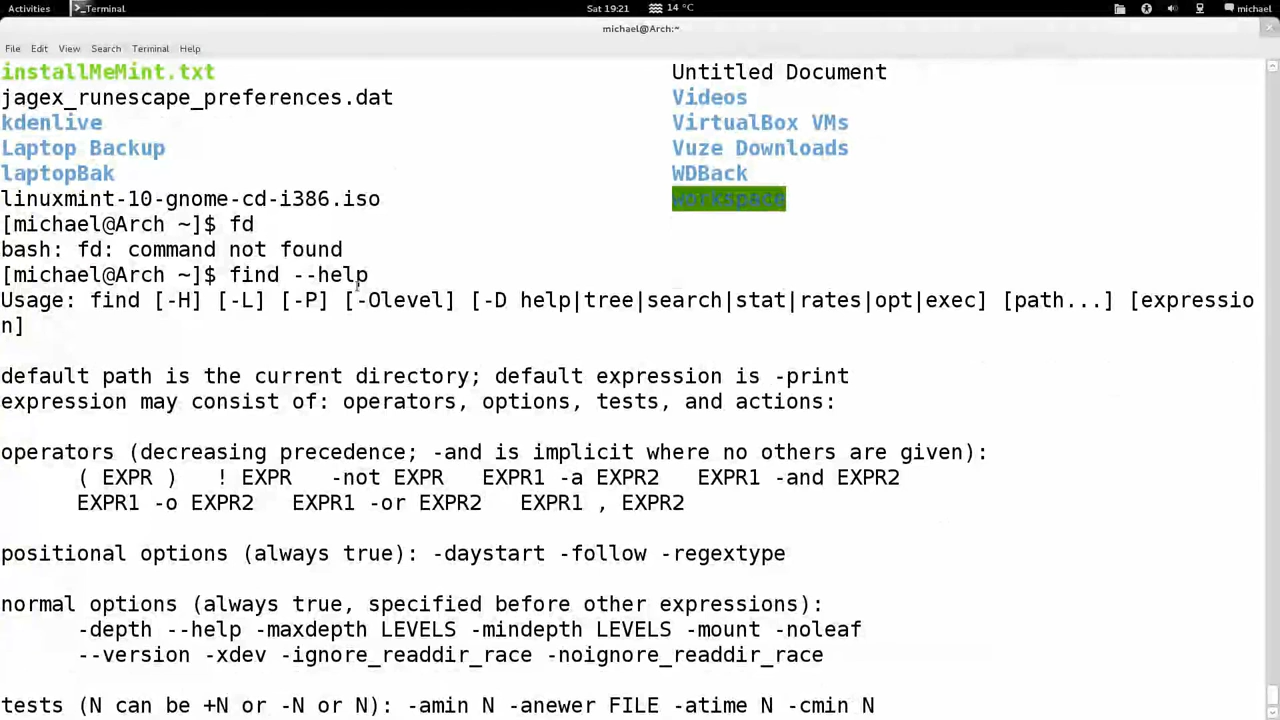 Activities Terminal Sat 19:21 14 °C michael
michael@Arch:~
File Edit View Search Terminal Help
installMeMint.txt Untitled Document
jagex_runescape_preferences.dat Videos
kdenlive VirtualBox VMs
Laptop Backup Vuze Downloads
laptopBak WDBack
linuxmint-10-gnome-cd-i386.iso workspace
[michael@Arch ~]$ fd
bash: fd: command not found
[michael@Arch ~]$ find --help
Usage: find [-H] [-L] [-P] [-Olevel] [-D help|tree|search|stat|rates|opt|exec] [path...] [expressio
n]
default path is the current directory; default expression is -print
expression may consist of: operators, options, tests, and actions:
operators (decreasing precedence; -and is implicit where no others are given):
( EXPR ) ! EXPR -not EXPR EXPR1 -a EXPR2 EXPR1 -and EXPR2
EXPR1 -o EXPR2 EXPR1 -or EXPR2 EXPR1 , EXPR2
positional options (always true): -daystart -follow -regextype
normal options (always true, specified before other expressions):
-depth --help -maxdepth LEVELS -mindepth LEVELS -mount -noleaf
--version -xdev -ignore_readdir_race -noignore_readdir_race
tests (N can be +N or -N or N): -amin N -anewer FILE -atime N -cmin N